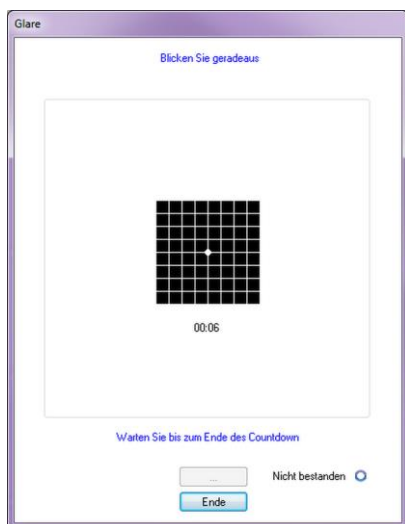 Glare
Blicken Sie geradeaus
00:06
Warten Sie bis zum Ende des Countdown
... Nicht bestanden
Ende